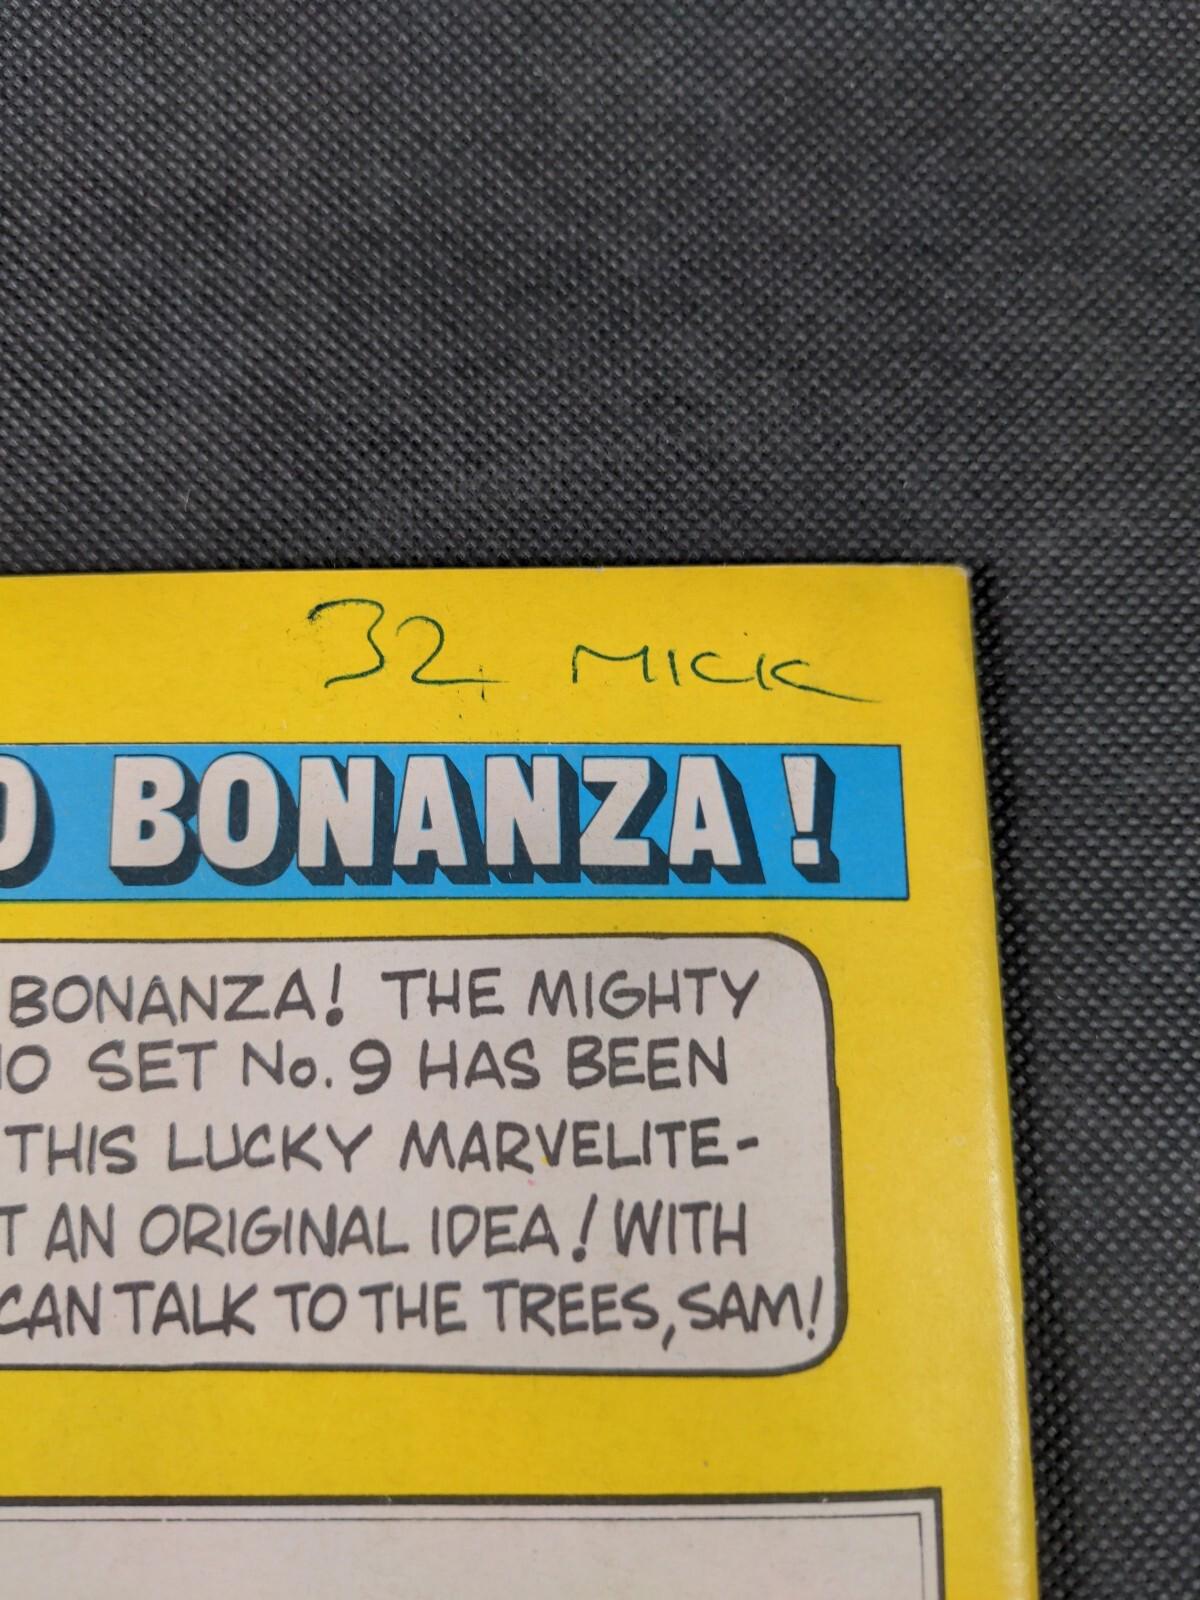 32 MICK
BONANZA!
BONANZA! THE MIGHTY
SET No. 9 HAS BEEN
THIS LUCKY MARVELITE-
AN ORIGINAL IDEA! WITH
CAN TALK TO THE TREES, SAM!